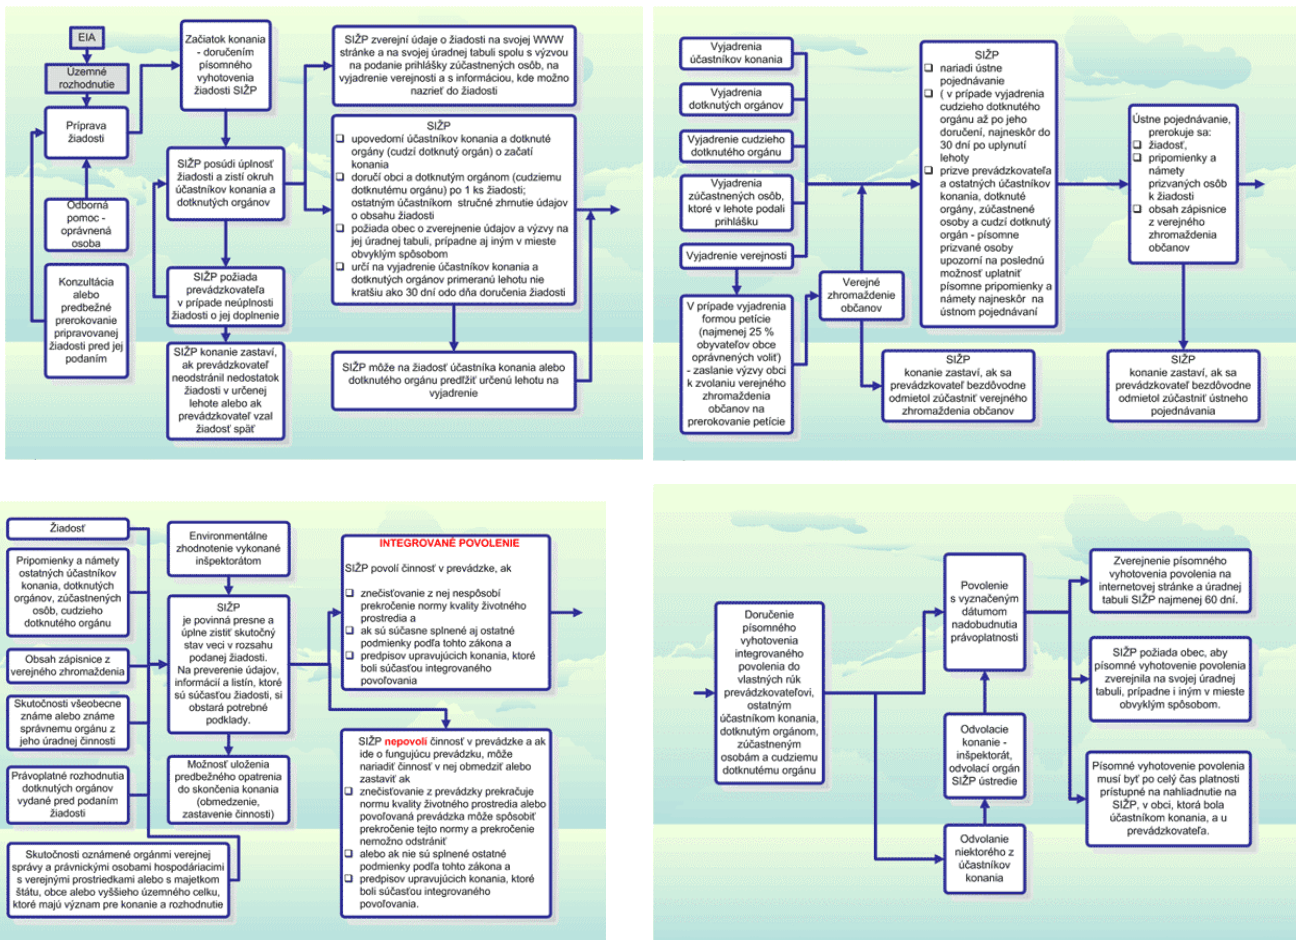 EIA
Územné
rozhodnutie
Príprava
žiadosti
Odborná
pomoc -
oprávnená
osoba
Konzultácia
alebo
predbežné
prerokovanie
pripravovanej
žiadosti pred jej
podaním
Začiatok konania
- doručením
písomného
vyhotovenia
žiadosti SIŽP
SIŽP posúdi úplnosť
žiadosti a zistí okruh
účastníkov konania a
dotknutých orgánov
SIŽP požiada
prevádzkovateľa
v prípade neúplnosti
žiadosti o jej doplnenie
SIŽP konanie zastaví,
ak prevádzkovateľ
neodstránil nedostatok
žiadosti v určenej
lehote alebo ak
prevádzkovateľ vzal
žiadosť späť
SIŽP zverejní údaje o žiadosti na svojej WWW
stránke a na svojej úradnej tabuli spolu s výzvou
na podanie prihlášky zúčastnených osôb, na
vyjadrenie verejnosti a s informáciou, kde možno
nazrieť do žiadosti
SIŽP
❑ upovedomí účastníkov konania a dotknuté
orgány (cudzí dotknutý orgán) o začatí
konania
❑ doručí obci a dotknutým orgánom (cudziemu
dotknutému orgánu) po 1 ks žiadosti;
ostatným účastníkom stručné zhrnutie údajov
o obsahu žiadosti
❑ požiada obec o zverejnenie údajov a výzvy na
jej úradnej tabuli, prípadne aj iným v mieste
obvyklým spôsobom
❑ určí na vyjadrenie účastníkov konania a
dotknutých orgánov primeranú lehotu nie
kratšiu ako 30 dní odo dňa doručenia žiadosti
SIŽP môže na žiadosť účastníka konania alebo
dotknutého orgánu predĺžiť určenú lehotu na
vyjadrenie
Vyjadrenia
účastníkov konania
Vyjadrenia
dotknutých orgánov
Vyjadrenie cudzieho
dotknutého orgánu
Vyjadrenia
zúčastnených osôb,
ktoré v lehote podali
prihlášku
Vyjadrenie verejnosti
V prípade vyjadrenia
formou petície
(najmenej 25 %
obyvateľov obce
oprávnených voliť)
- zaslanie výzvy obci
k zvolaniu verejného
zhromaždenia
občanov na
prerokovanie petície
Verejné
zhromaždenie
občanov
SIŽP
❑ nariadi ústne
pojednávanie
❑ ( v prípade vyjadrenia
cudzieho dotknutého
orgánu až po jeho
doručení, najneskôr do
30 dní po uplynutí
lehoty
❑ prizve prevádzkovateľa
a ostatných účastníkov
konania, dotknuté
orgány, zúčastnené
osoby a cudzí dotknutý
orgán - písomne
prizvané osoby
upozorní na poslednú
možnosť uplatniť
písomne pripomienky a
námety najneskôr na
ústnom pojednávaní
SIŽP
konanie zastaví, ak sa
prevádzkovateľ bezdôvodne
odmietol zúčastniť verejného
zhromaždenia občanov
Ústne pojednávanie,
prerokuje sa:
❑ žiadosť,
❑ pripomienky a
námety
prizvaných osôb
k žiadosti
❑ obsah zápisnice
z verejného
zhromaždenia
občanov
SIŽP
konanie zastaví, ak sa
prevádzkovateľ bezdôvodne
odmietol zúčastniť ústneho
pojednávania
Žiadosť
Pripomienky a námety
ostatných účastníkov
konania, dotknutých
orgánov, zúčastnených
osôb, cudzieho
dotknutého orgánu
Obsah zápisnice z
verejného zhromaždenia
Skutočnosti všeobecne
známe alebo známe
správnemu orgánu z
jeho úradnej činnosti
Právoplatné rozhodnutia
dotknutých orgánov
vydané pred podaním
žiadosti
Skutočnosti oznámené orgánmi verejnej
správy a právnickými osobami hospodáriacimi
s verejnými prostriedkami alebo s majetkom
štátu, obce alebo vyššieho územného celku,
ktoré majú význam pre konanie a rozhodnutie
Environmentálne
zhodnotenie vykonané
inšpektorátom
SIŽP
je povinná presne a
úplne zistiť skutočný
stav veci v rozsahu
podanej žiadosti.
Na preverenie údajov,
informácií a listín, ktoré
sú súčasťou žiadosti, si
obstará potrebné
podklady.
Možnosť uloženia
predbežného opatrenia
do skončenia konania
(obmedzenie,
zastavenie činnosti)
INTEGROVANÉ POVOLENIE
SIŽP povolí činnosť v prevádzke, ak
❑ znečisťovanie z nej nespôsobí
prekročenie normy kvality životného
prostredia a
❑ ak sú súčasne splnené aj ostatné
podmienky podľa tohto zákona a
❑ predpisov upravujúcich konania, ktoré
boli súčasťou integrovaného
povoľovania
SIŽP nepovolí činnosť v prevádzke a ak
ide o fungujúcu prevádzku, môže
nariadiť činnosť v nej obmedziť alebo
zastaviť ak
❑ znečisťovanie z prevádzky prekračuje
normu kvality životného prostredia alebo
povoľovaná prevádzka môže spôsobiť
prekročenie tejto normy a prekročenie
nemožno odstrániť
❑ alebo ak nie sú splnené ostatné
podmienky podľa tohto zákona a
❑ predpisov upravujúcich konania, ktoré
boli súčasťou integrovaného
povoľovania.
Doručenie
písomného
vyhotovenia
integrovaného
povolenia do
vlastných rúk
prevádzkovateľovi,
ostatným
účastníkom konania,
dotknutým orgánom,
zúčastneným
osobám a cudziemu
dotknutému orgánu
Povolenie
s vyznačeným
dátumom
nadobudnutia
právoplatnosti
Odvolacie
konanie -
inšpektorát,
odvolací orgán
SIŽP ústredie
Odvolanie
niektorého z
účastníkov
konania
Zverejnenie písomného
vyhotovenia povolenia na
internetovej stránke a úradnej
tabuli SIŽP najmenej 60 dní.
SIŽP požiada obec, aby
písomné vyhotovenie povolenia
zverejnila na svojej úradnej
tabuli, prípadne i iným v mieste
obvyklým spôsobom.
Písomné vyhotovenie povolenia
musí byť po celý čas platnosti
prístupné na nahliadnutie na
SIŽP, v obci, ktorá bola
účastníkom konania, a u
prevádzkovateľa.